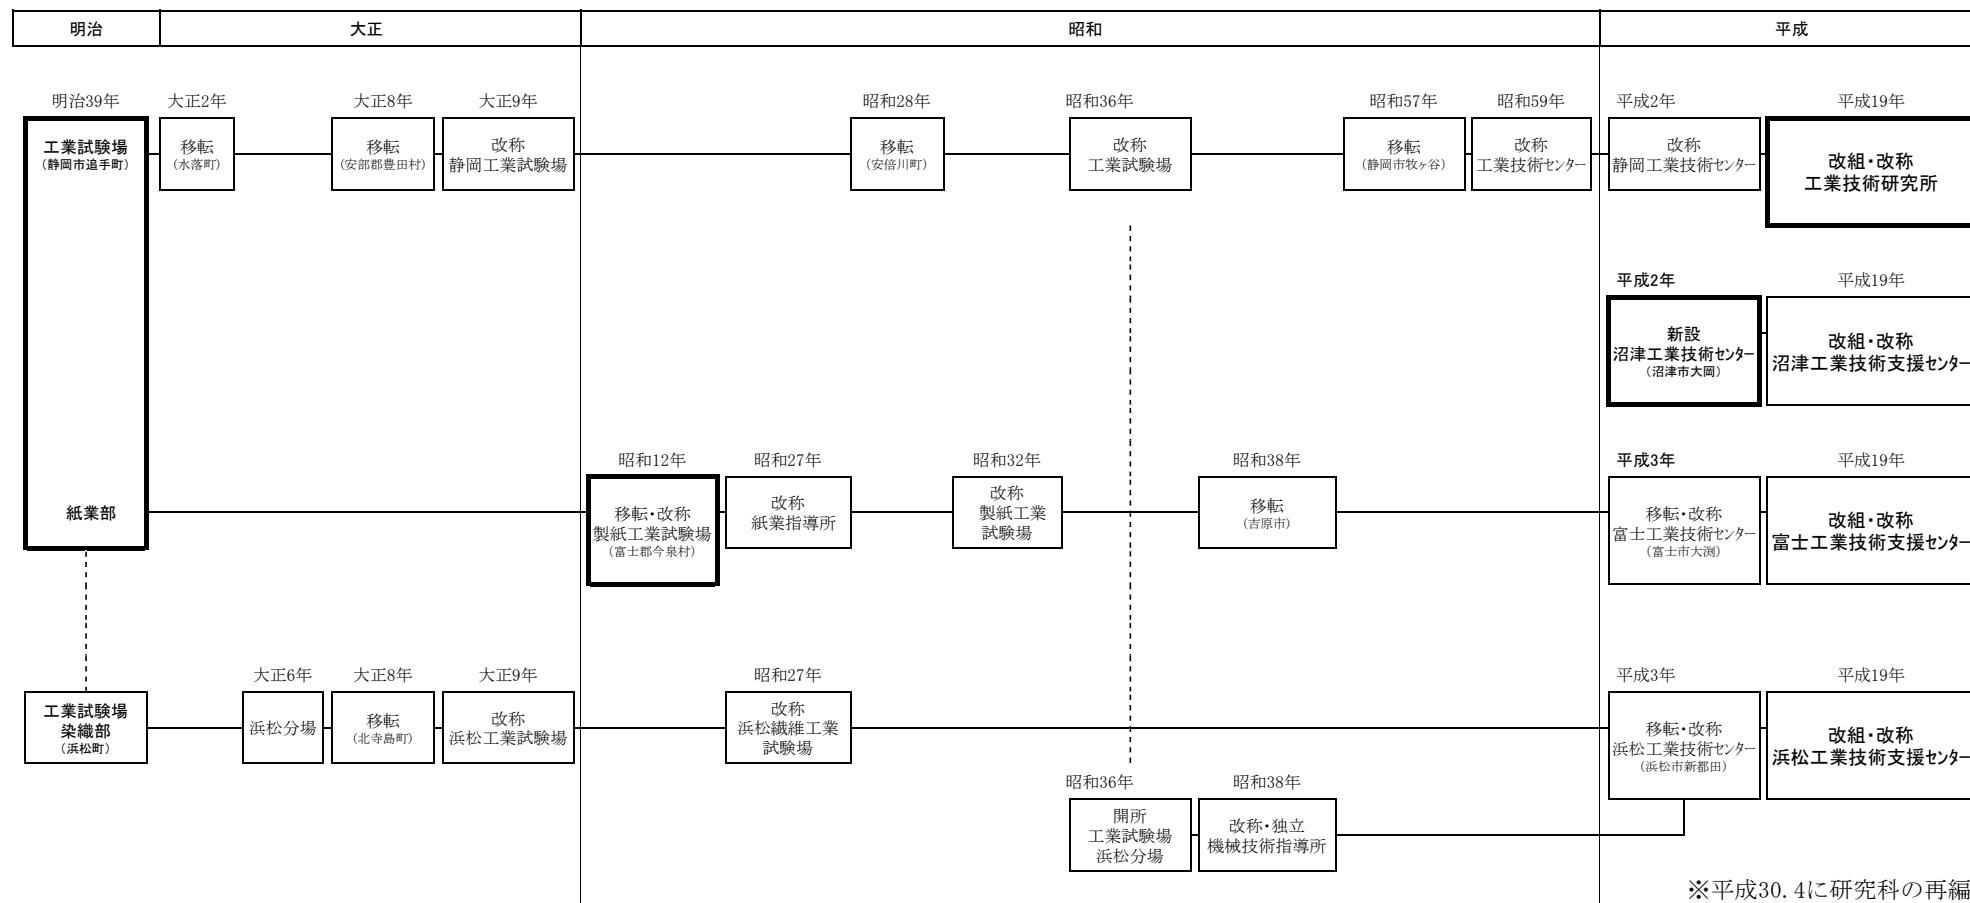 明治
大正
昭和
平成
明治39年
大正2年
大正8年
大正9年
昭和28年
昭和36年
昭和57年
昭和59年
平成2年
平成19年
工業試験場
(静岡市追手町)
移転
(水落町)
移転
(安部郡豊田村)
改称
静岡工業試験場
移転
(安倍川町)
改称
工業試験場
移転
(静岡市牧ヶ谷)
改称
工業技術センター
改称
静岡工業技術センター
改組・改称
工業技術研究所
平成2年
平成19年
新設
沼津工業技術センター
(沼津市大岡)
改組・改称
沼津工業技術支援センター
昭和12年
昭和27年
昭和32年
昭和38年
平成3年
平成19年
紙業部
移転・改称
製紙工業試験場
(富士郡今泉村)
改称
紙業指導所
改称
製紙工業
試験場
移転
(吉原市)
移転・改称
富士工業技術センター
(富士市大渕)
改組・改称
富士工業技術支援センター
大正6年
大正8年
大正9年
昭和27年
平成3年
平成19年
工業試験場
染織部
(浜松町)
浜松分場
移転
(北寺島町)
改称
浜松工業試験場
改称
浜松繊維工業
試験場
移転・改称
浜松工業技術センター
(浜松市新都田)
改組・改称
浜松工業技術支援センター
昭和36年
昭和38年
開所
工業試験場
浜松分場
改称・独立
機械技術指導所
※平成30.4に研究科の再編